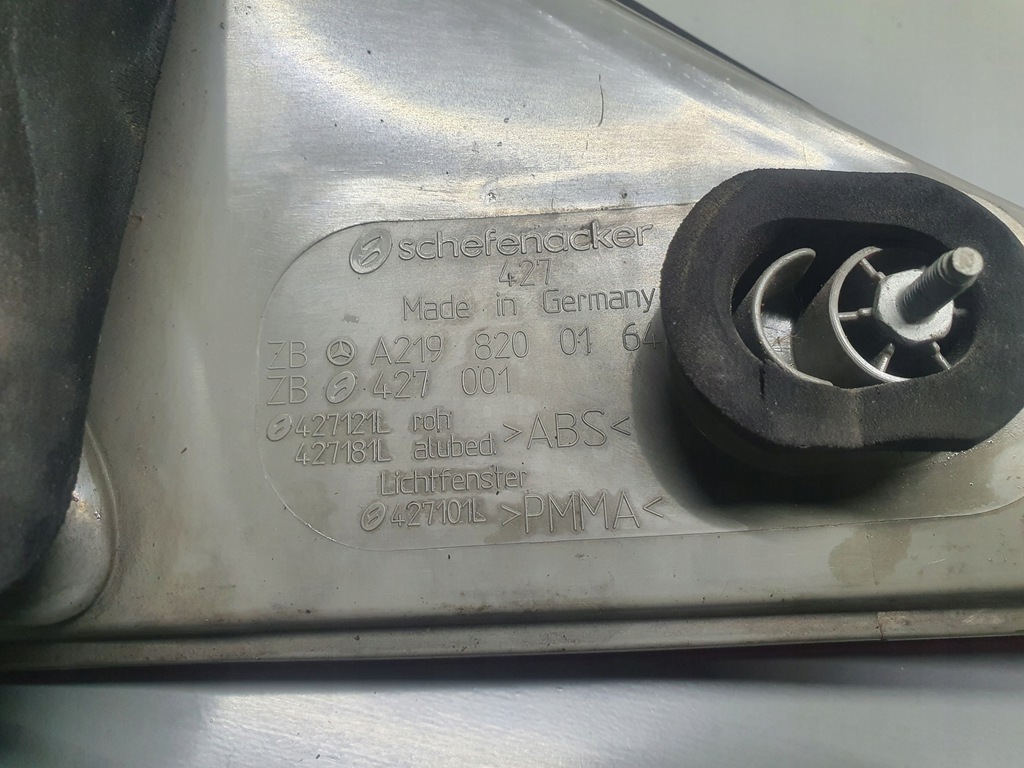 schefenacker
427
Made in Germany
ZB A219 820 01 64
ZB 427 001
427121L roh
427181L alubed. >ABS<
Lichtfenster
427101L >PMMA<